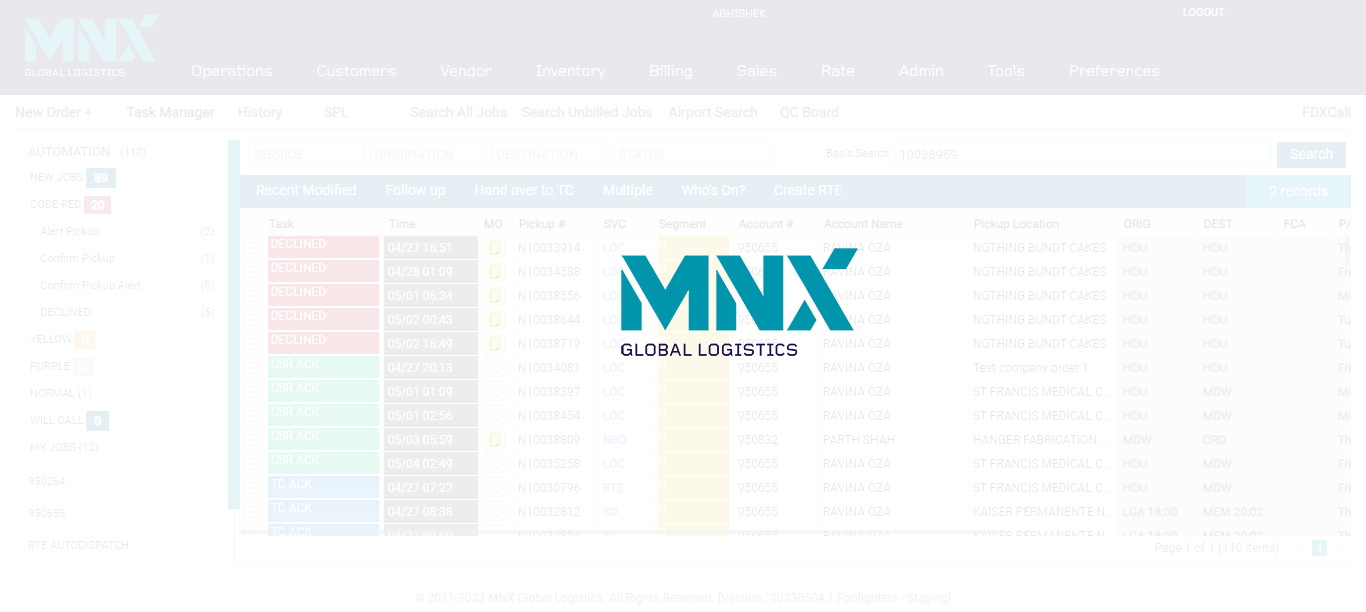 ABHISHEK LOGOUT
MNX
GLOBAL LOGISTICS
Operations Customers Vendor Inventory Billing Sales Rate Admin Tools Preferences
New Order + Task Manager History SPL Search All Jobs Search Unbilled Jobs Airport Search QC Board FDXCall
AUTOMATION (110)
NEW JOBS 89
CODE RED 20
Alert Pickup (2)
Confirm Pickup (1)
Confirm Pickup Alert (8)
DECLINED (5)
YELLOW 0
PURPLE 0
NORMAL (1)
WILL CALL 0
MY JOBS (12)
950264
950655
RTE AUTODISPATCH
SERVICE ORIGINATION DESTINATION STATUS Basic Search 10038959 Search
Recent Modified Follow up Hand over to TC Multiple Who's On? Create RTE 2 records
Task Time MO Pickup # SVC Segment Account # Account Name Pickup Location ORIG DEST FCA P/
DECLINED 04/27 16:51 N10033914 LOC B 950655 RAVINA OZA NOTHING BUNDT CAKES HOU HOU Th
DECLINED 04/28 01:09 N10034588 RAVINA OZA NOTHING BUNDT CAKES HOU HOU Fri
DECLINED 05/01 06:34 N10038556 RAVINA OZA NOTHING BUNDT CAKES HOU HOU Mo
DECLINED 05/02 00:43 N10038644 RAVINA OZA NOTHING BUNDT CAKES HOU HOU Tu
DECLINED 05/02 16:49 N10038719 RAVINA OZA NOTHING BUNDT CAKES HOU HOU Tu
CSR ACK 04/27 20:13 N10034081 LOC B 950655 RAVINA OZA Test company order 1 HOU HOU Fri
CSR ACK 05/01 01:09 N10038397 LOC B 950655 RAVINA OZA ST FRANCIS MEDICAL C... HOU MDW Mo
CSR ACK 05/01 02:56 N10038454 LOC B 950655 RAVINA OZA ST FRANCIS MEDICAL C... HOU MDW Mo
CSR ACK 05/03 05:59 N10038809 NBD B 950832 PARTH SHAH HANGER FABRICATION ... MDW ORD Th
CSR ACK 05/04 02:49 N10035258 LOC B 950655 RAVINA OZA ST FRANCIS MEDICAL C... HOU MDW Fri
TC ACK 04/27 07:22 N10030796 RTE B 950655 RAVINA OZA ST FRANCIS MEDICAL C... HOU MDW Fri
TC ACK 04/27 08:38 N10032812 SD B 950655 RAVINA OZA KAISER PERMANENTE N... LGA 18:00 MEM 20:02 Th
TC ACK
MNX
GLOBAL LOGISTICS
Page 1 of 1 (110 items) 1
© 2011-2023 MNX Global Logistics. All Rights Reserved. [Version : 20230504.1 Foofighters - Staging]